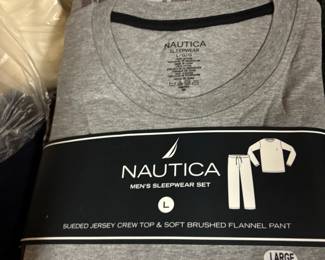 NAUTICA
SLEEPWEAR
L•G/G
NAUTICA
MEN'S SLEEPWEAR SET
L
SUEDED JERSEY CREW TOP & SOFT BRUSHED FLANNEL PANT
LARGE